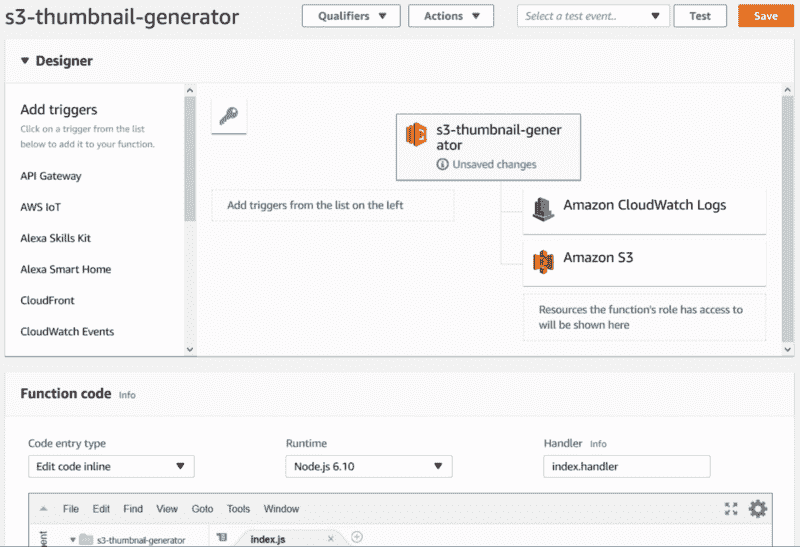 s3-thumbnail-generator
Qualifiers
Actions
Select a test event..
Test
Save
Designer
Add triggers
Click on a trigger from the list
below to add it to your function.
API Gateway
AWS IoT
Alexa Skills Kit
Alexa Smart Home
CloudFront
CloudWatch Events
s3-thumbnail-gener
ator
Unsaved changes
Add triggers from the list on the left
Amazon CloudWatch Logs
Amazon S3
Resources the function's role has access to
will be shown here
Function code Info
Code entry type
Edit code inline
Runtime
Node.js 6.10
Handler Info
index.handler
File Edit Find View Goto Tools Window
s3-thumbnail-generator
index.js